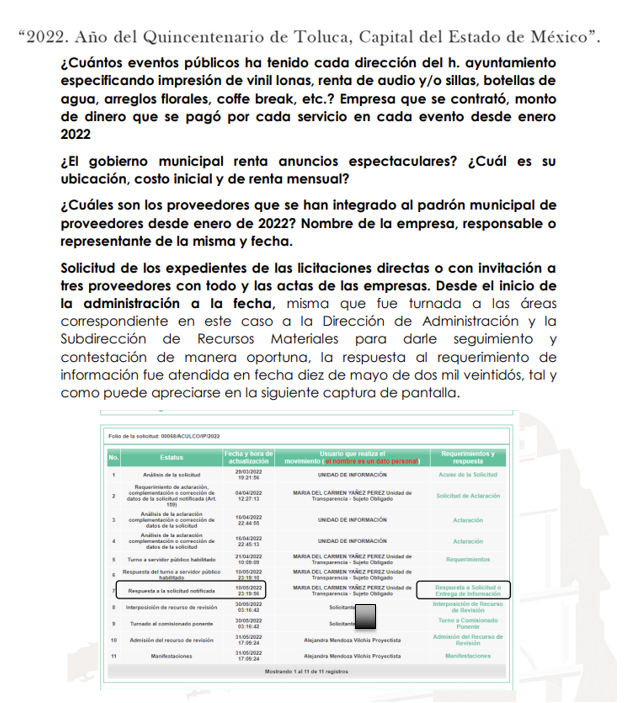 “2022. Año del Quincentenario de Toluca, Capital del Estado de México”.
¿Cuántos eventos públicos ha tenido cada dirección del h. ayuntamiento
especificando impresión de vinil lonas, renta de audio y/o sillas, botellas de
agua, arreglos florales, coffe break, etc.? Empresa que se contrató, monto
de dinero que se pagó por cada servicio en cada evento desde enero
2022
¿El gobierno municipal renta anuncios espectaculares? ¿Cuál es su
ubicación, costo inicial y de renta mensual?
¿Cuáles son los proveedores que se han integrado al padrón municipal de
proveedores desde enero de 2022? Nombre de la empresa, responsable o
representante de la misma y fecha.
Solicitud de los expedientes de las licitaciones directas o con invitación a
tres proveedores con todo y las actas de las empresas. Desde el inicio de
la administración a la fecha, misma que fue turnada a las áreas
correspondiente en este caso a la Dirección de Administración y la
Subdirección de Recursos Materiales para darle seguimiento y
contestación de manera oportuna, la respuesta al requerimiento de
información fue atendida en fecha diez de mayo de dos mil veintidós, tal y
como puede apreciarse en la siguiente captura de pantalla.
Folio de la solicitud: 00068/ACULCO/IP/2022
No. Estatus Fecha y hora de actualización Usuario que realiza el movimiento (el nombre es un dato personal) Requerimientos y respuesta
1 Análisis de la solicitud 29/03/2022 19:21:50 UNIDAD DE INFORMACIÓN Acuse de la Solicitud
2 Requerimiento de aclaración, complementación o corrección de datos de la solicitud notificada (Art. 159) 04/04/2022 12:27:13 MARIA DEL CARMEN YAÑEZ PEREZ Unidad de Transparencia - Sujeto Obligado Solicitud de Aclaración
3 Análisis de la aclaración complementación o corrección de datos de la solicitud 16/04/2022 22:44:55 UNIDAD DE INFORMACIÓN Aclaración
4 Análisis de la aclaración complementación o corrección de datos de la solicitud 16/04/2022 22:45:13 UNIDAD DE INFORMACIÓN Aclaración
5 Turno a servidor público habilitado 21/04/2022 10:09:09 MARIA DEL CARMEN YAÑEZ PEREZ Unidad de Transparencia - Sujeto Obligado Requerimientos
6 Respuesta del turno a servidor público habilitado 10/05/2022 23:18:10 MARIA DEL CARMEN YAÑEZ PEREZ Unidad de Transparencia - Sujeto Obligado
7 Respuesta a la solicitud notificada 10/05/2022 23:19:56 MARIA DEL CARMEN YAÑEZ PEREZ Unidad de Transparencia - Sujeto Obligado Respuesta a Solicitud o Entrega de Información
8 Interposición de recurso de revisión 30/05/2022 03:16:42 Solicitante Interposición de Recurso de Revisión
9 Turnado al comisionado ponente 30/05/2022 03:16:42 Solicitante Turno a Comisionado Ponente
10 Admisión del recurso de revisión 31/05/2022 17:09:24 Alejandra Mendoza Vilchis Proyectista Admisión del Recurso de Revisión
11 Manifestaciones 31/05/2022 17:09:24 Alejandra Mendoza Vilchis Proyectista Manifestaciones
Mostrando 1 al 11 de 11 registros